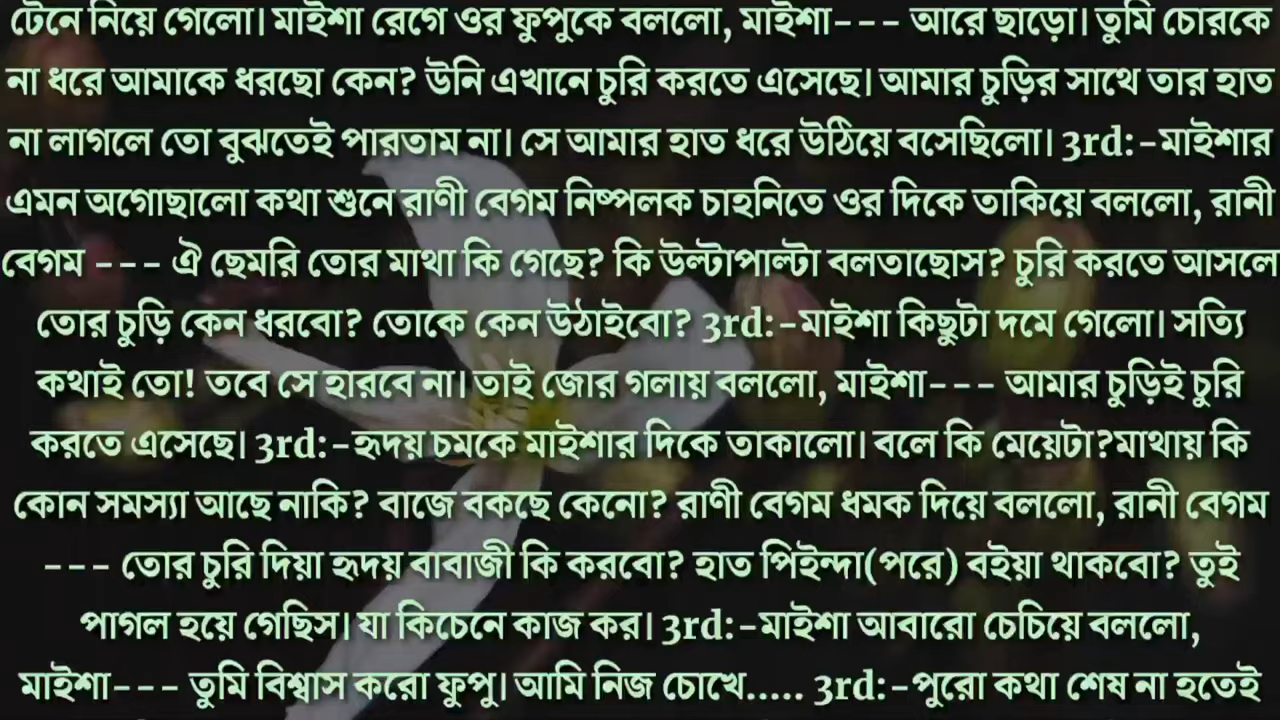 টেনে নিয়ে গেলো। মাইশা রেগে ওর ফুপুকে বললো, মাইশা--- আরে ছাড়ো। তুমি চোরকে
না ধরে আমাকে ধরছো কেন? উনি এখানে চুরি করতে এসেছে। আমার চুড়ির সাথে তার হাত
না লাগলে তো বুঝতেই পারতাম না। সে আমার হাত ধরে উঠিয়ে বসেছিলো। 3rd:-মাইশার
এমন অগোছালো কথা শুনে রাণী বেগম নিষ্পলক চাহনিতে ওর দিকে তাকিয়ে বললো, রানী
বেগম --- ঐ ছেমরি তোর মাথা কি গেছে? কি উল্টাপাল্টা বলতাছোস? চুরি করতে আসলে
তোর চুড়ি কেন ধরবো? তোকে কেন উঠাইবো? 3rd:-মাইশা কিছুটা দমে গেলো। সত্যি
কথাই তো! তবে সে হারবে না। তাই জোর গলায় বললো, মাইশা--- আমার চুড়িই চুরি
করতে এসেছে। 3rd:-হৃদয় চমকে মাইশার দিকে তাকালো। বলে কি মেয়েটা?মাথায় কি
কোন সমস্যা আছে নাকি? বাজে বকছে কেনো? রাণী বেগম ধমক দিয়ে বললো, রানী বেগম
--- তোর চুরি দিয়া হৃদয় বাবাজী কি করবো? হাত পিইন্দা(পরে) বইয়া থাকবো? তুই
পাগল হয়ে গেছিস। যা কিচেনে কাজ কর। 3rd:-মাইশা আবারো চেচিয়ে বললো,
মাইশা--- তুমি বিশ্বাস করো ফুপু। আমি নিজ চোখে..... 3rd:-পুরো কথা শেষ না হতেই